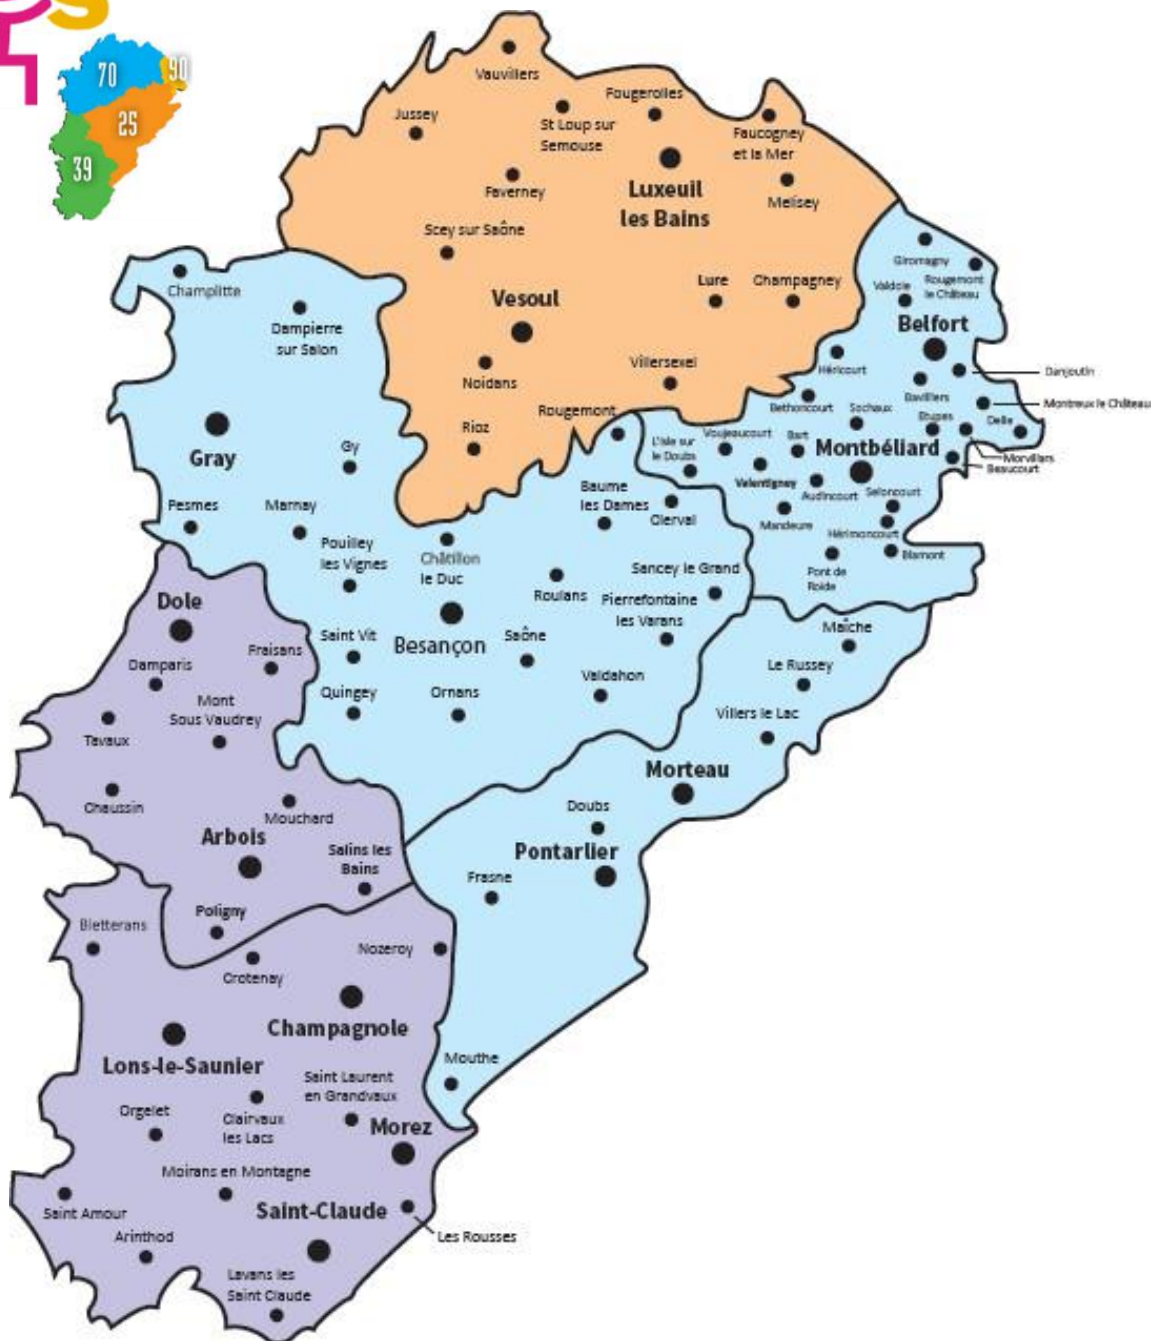 70
90
25
39
Vauvillers
Jussey
St Loup sur
Semouse
Fougerolles
Faucogney
et la Mer
Faverney
Luxeuil
les Bains
Melisey
Scey sur Saône
Vesoul
Lure
Champagney
Noidans
Villersexel
Rioz
Rougemont
Champlitte
Dampierre
sur Salon
Gray
Gy
Pesmes
Marnay
Pouilley
les Vignes
Châtillon
le Duc
Besançon
Baume
les Dames
Clerval
Roulans
Sancey le Grand
Pierrefontaine
les Varans
Saint Vit
Saône
Quingey
Ornans
Valdahon
Giromagny
Rougemont
le Château
Valdoie
Belfort
Danjoutin
Héricourt
Bavilliers
Montreux le Château
Bethoncourt
Sochaux
Etupes
Delle
L'Isle sur
le Doubs
Voujeaucourt
Bart
Montbéliard
Morvillars
Beaucourt
Valentigney
Audincourt
Seloncourt
Mandeure
Hérimoncourt
Blamont
Pont de
Roide
Maîche
Le Russey
Villers le Lac
Morteau
Doubs
Pontarlier
Frasne
Mouthe
Dole
Damparis
Fraisans
Mont
Sous Vaudrey
Tavaux
Chaussin
Mouchard
Arbois
Salins les
Bains
Poligny
Bletterans
Crotenay
Nozeroy
Champagnole
Lons-le-Saunier
Saint Laurent
en Grandvaux
Orgelet
Clairvaux
les Lacs
Morez
Moirans en Montagne
Saint Amour
Saint-Claude
Arinthod
Les Rousses
Lavans les
Saint Claude